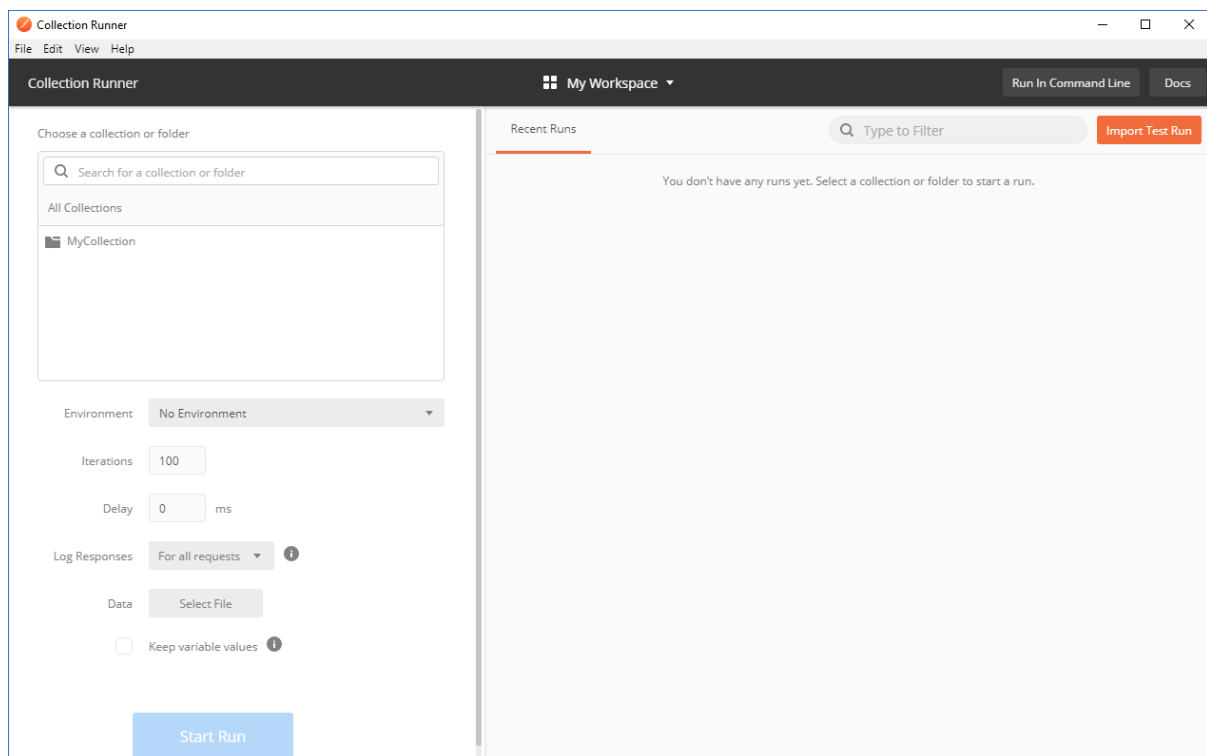 Collection Runner
File Edit View Help
Collection Runner
My Workspace
Run In Command Line
Docs
Choose a collection or folder
Search for a collection or folder
All Collections
MyCollection
Environment
No Environment
Iterations
100
Delay
0
ms
Log Responses
For all requests
Data
Select File
Keep variable values
Start Run
Recent Runs
Type to Filter
Import Test Run
You don't have any runs yet. Select a collection or folder to start a run.